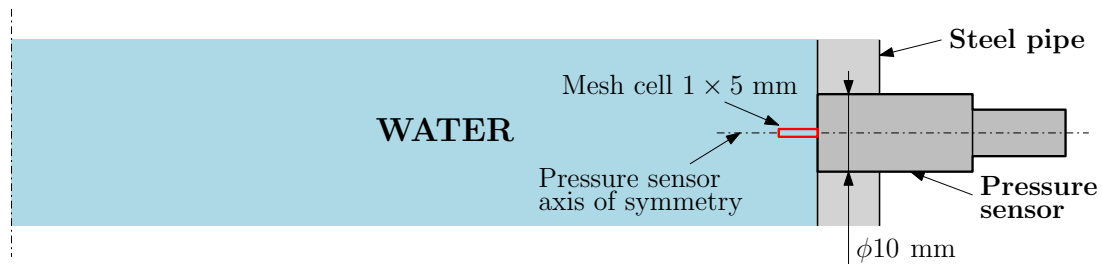 Steel pipe
Mesh cell 1 × 5 mm
WATER
Pressure sensor
axis of symmetry
Pressure
sensor
ϕ10 mm